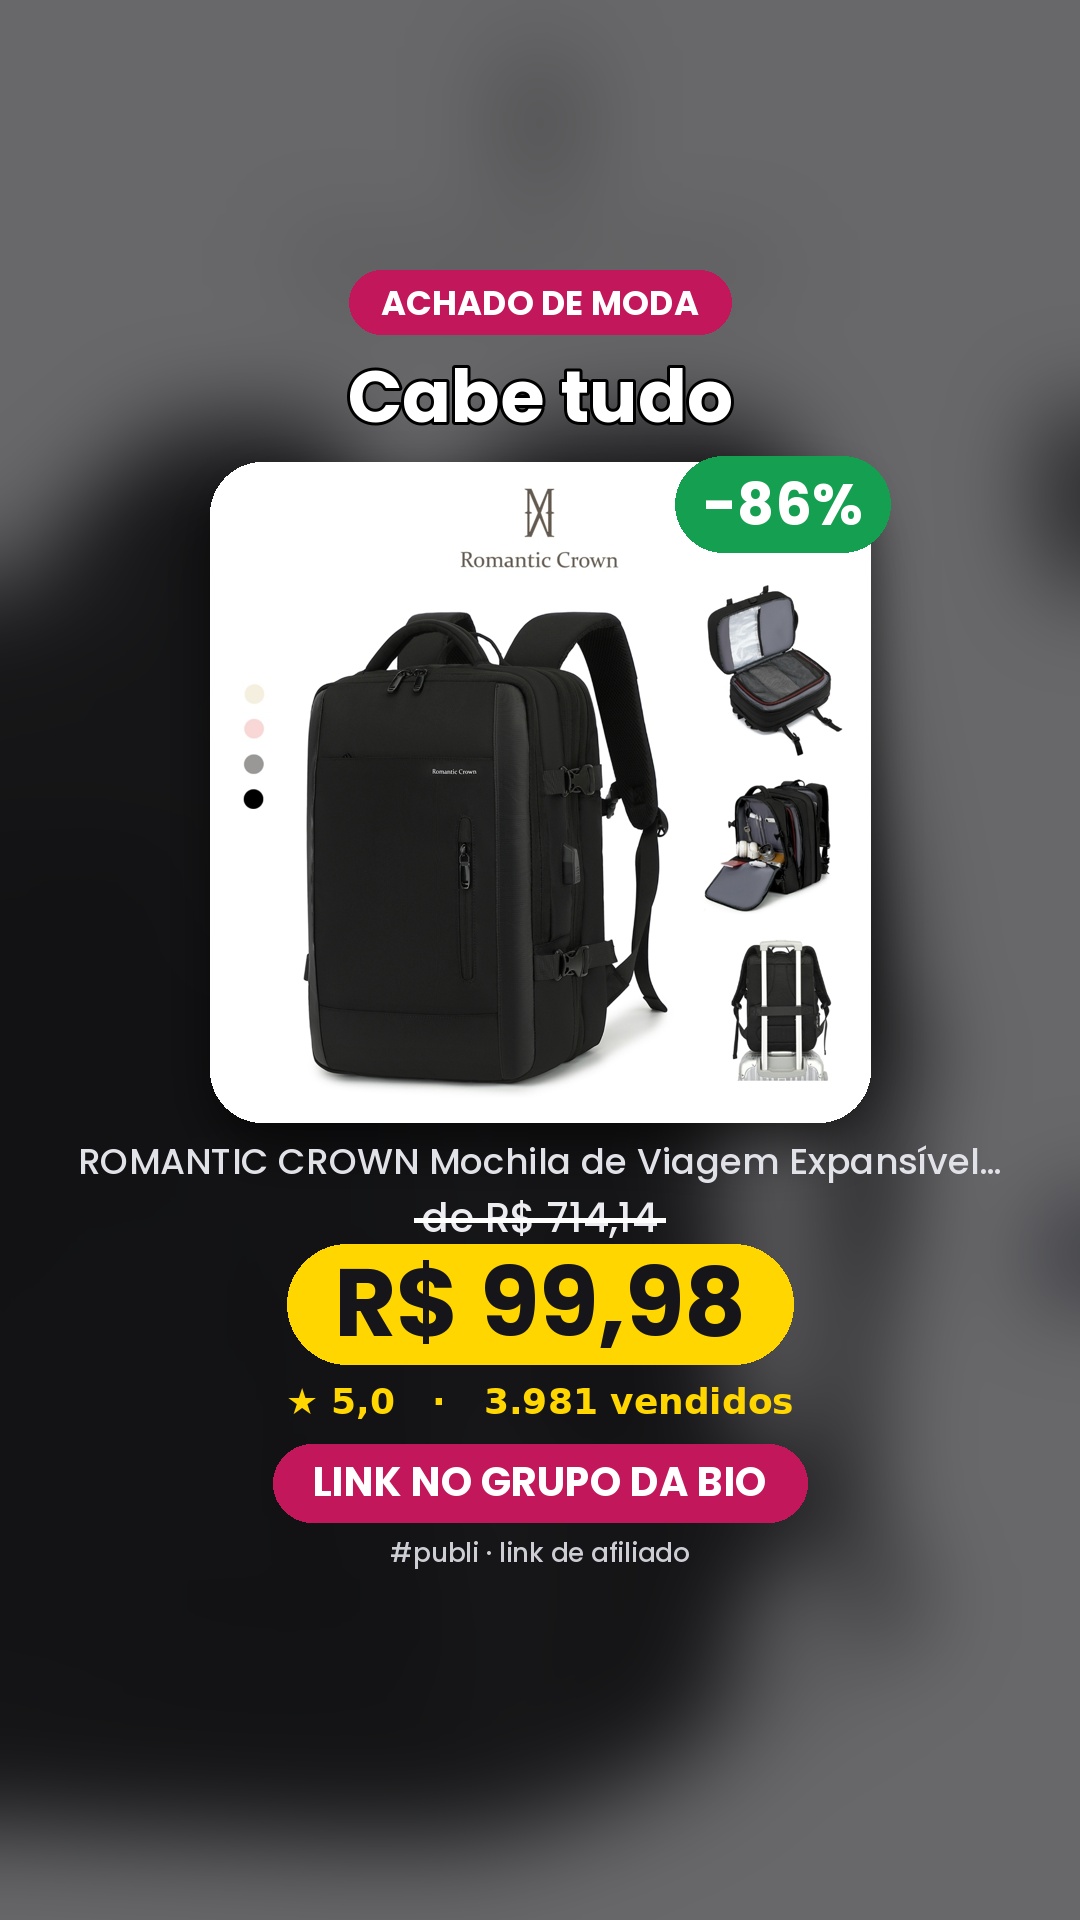 ACHADO DE MODA
Cabe tudo
-86%
Romantic Crown
Romantic Crown
ROMANTIC CROWN Mochila de Viagem Expansível...
de R$ 714,14
R$ 99,98
★ 5,0 · 3.981 vendidos
LINK NO GRUPO DA BIO
#publi · link de afiliado